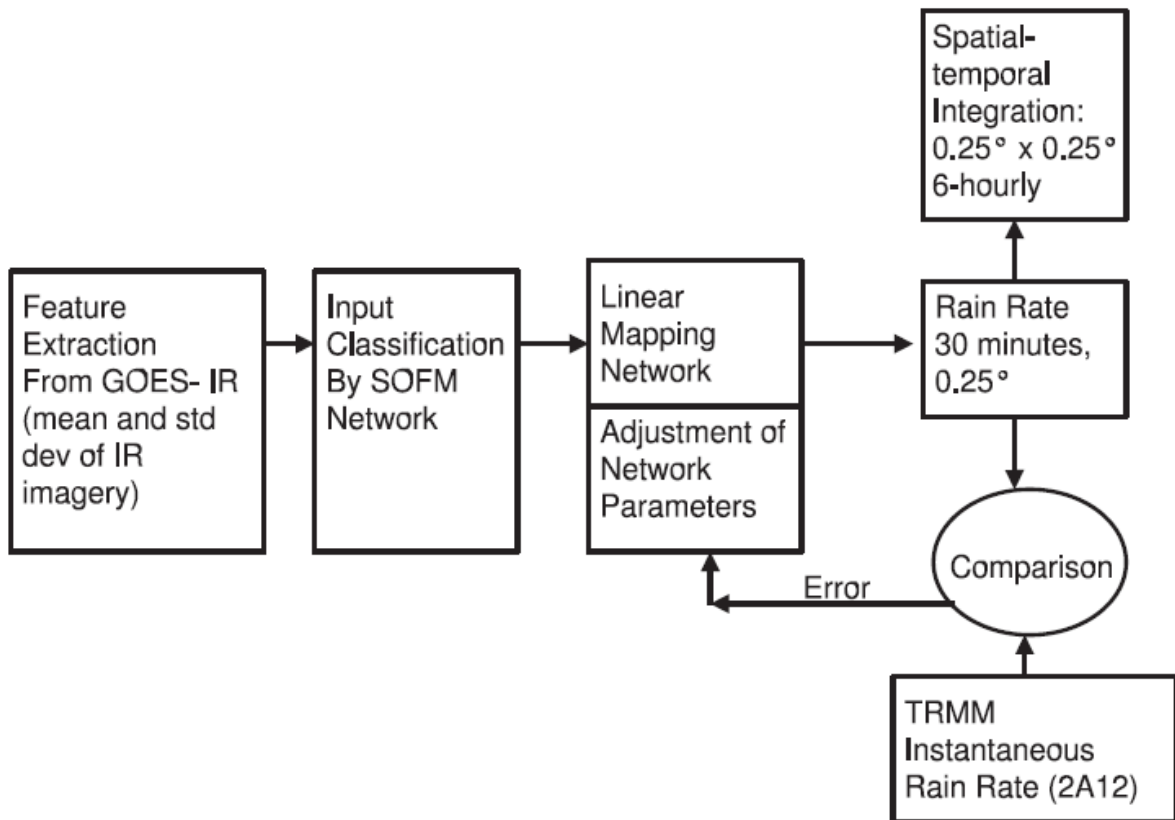 Feature
Extraction
From GOES- IR
(mean and std
dev of IR
imagery)
Input
Classification
By SOFM
Network
Linear
Mapping
Network
Adjustment of
Network
Parameters
Spatial-
temporal
Integration:
0.25° x 0.25°
6-hourly
Rain Rate
30 minutes,
0.25°
Comparison
Error
TRMM
Instantaneous
Rain Rate (2A12)